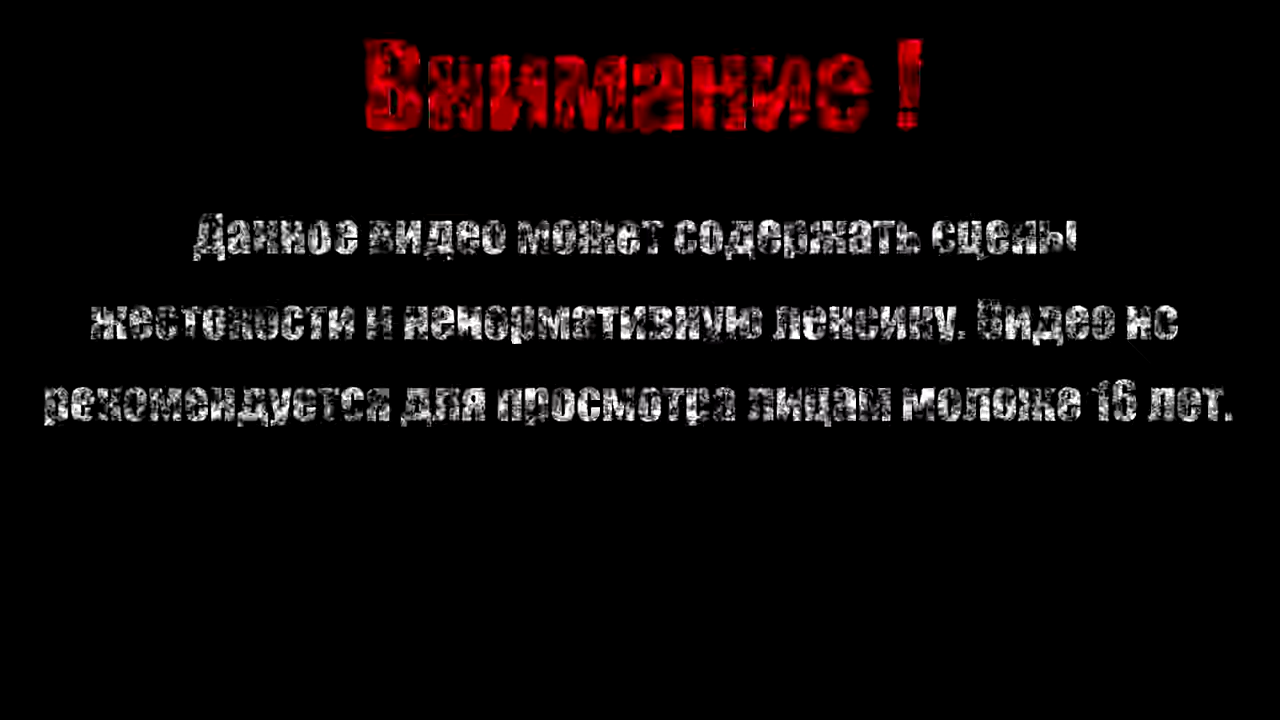 Внимание !
Данное видео может содержать сцены
жестокости и ненормативную лексику. Видео не
рекомендуется для просмотра лицам моложе 16 лет.